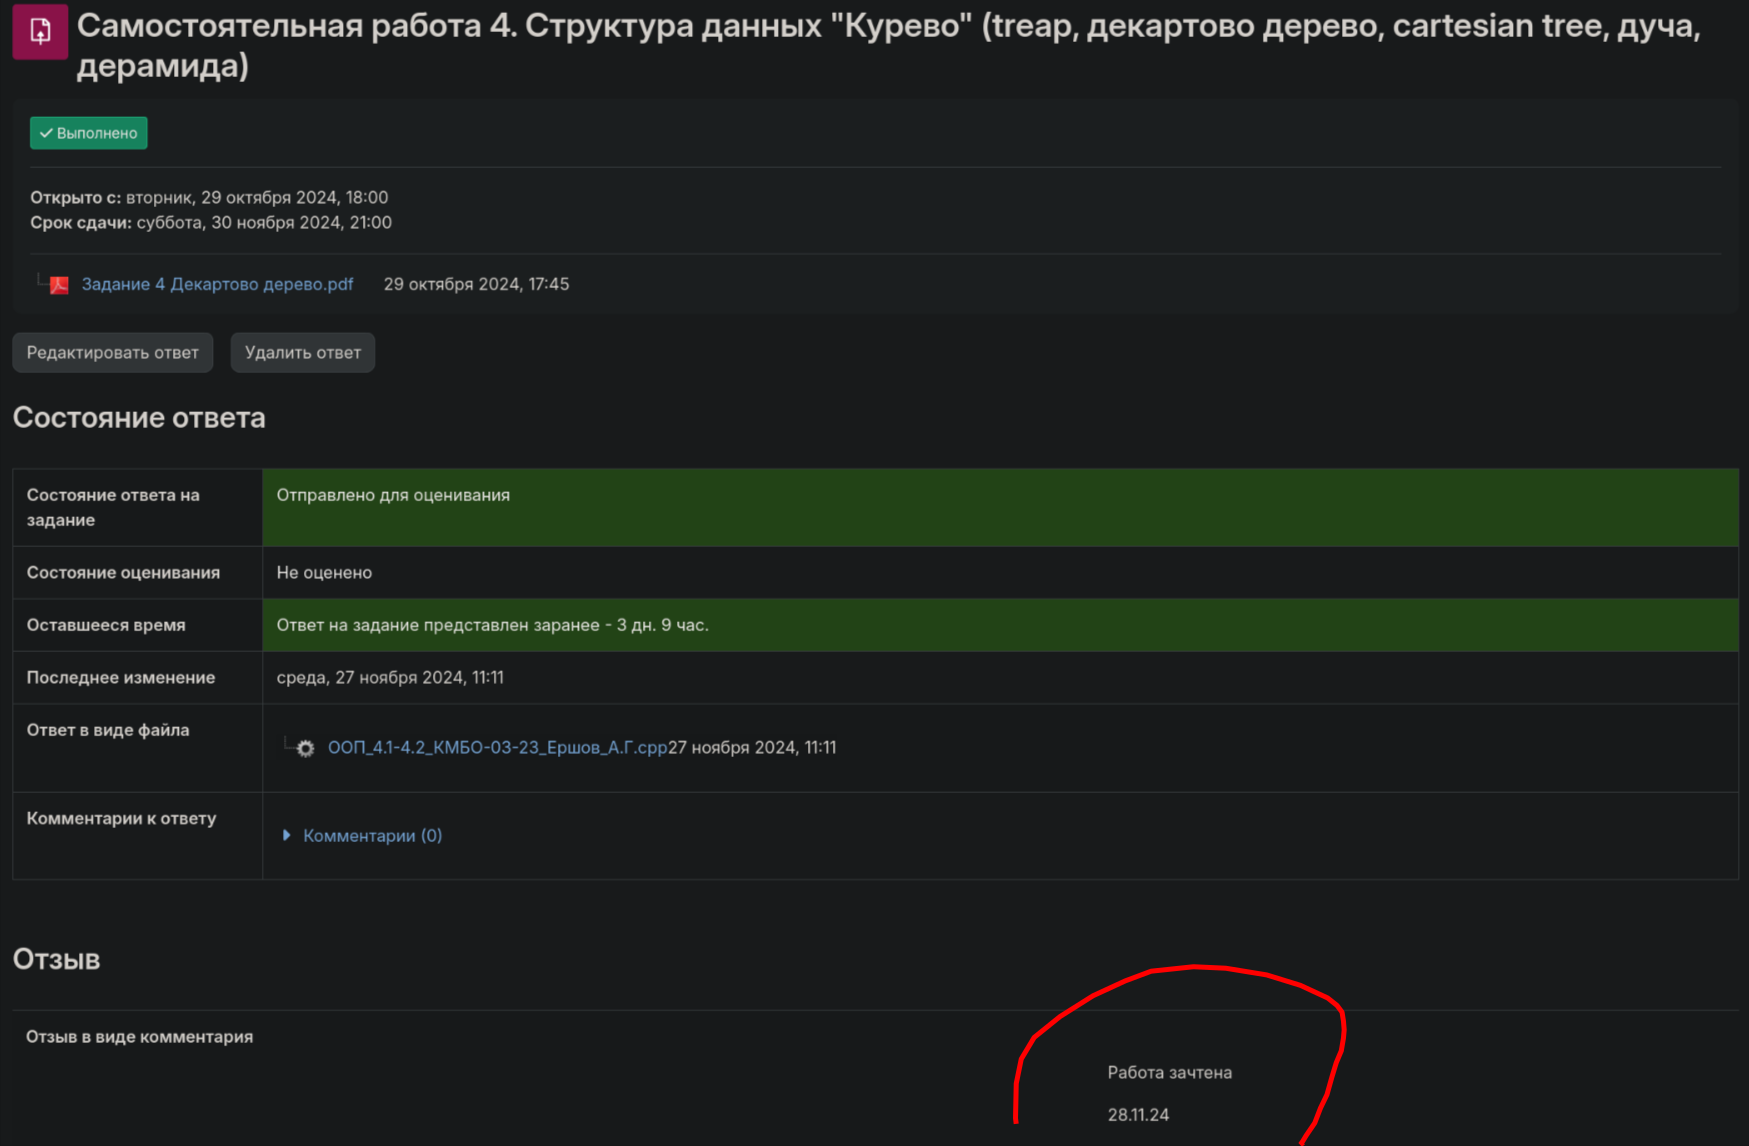 Самостоятельная работа 4. Структура данных "Курево" (treap, декартово дерево, cartesian tree, дуча,
дерамида)
Выполнено
Открыто с: вторник, 29 октября 2024, 18:00
Срок сдачи: суббота, 30 ноября 2024, 21:00
Задание 4 Декартово дерево.pdf 29 октября 2024, 17:45
Редактировать ответ Удалить ответ
Состояние ответа
Состояние ответа на
задание
Отправлено для оценивания
Состояние оценивания Не оценено
Оставшееся время Ответ на задание представлен заранее - 3 дн. 9 час.
Последнее изменение среда, 27 ноября 2024, 11:11
Ответ в виде файла
ООП_4.1-4.2_КМБО-03-23_Ершов_А.Г.cpp27 ноября 2024, 11:11
Комментарии к ответу
Комментарии (0)
Отзыв
Отзыв в виде комментария
Работа зачтена
28.11.24